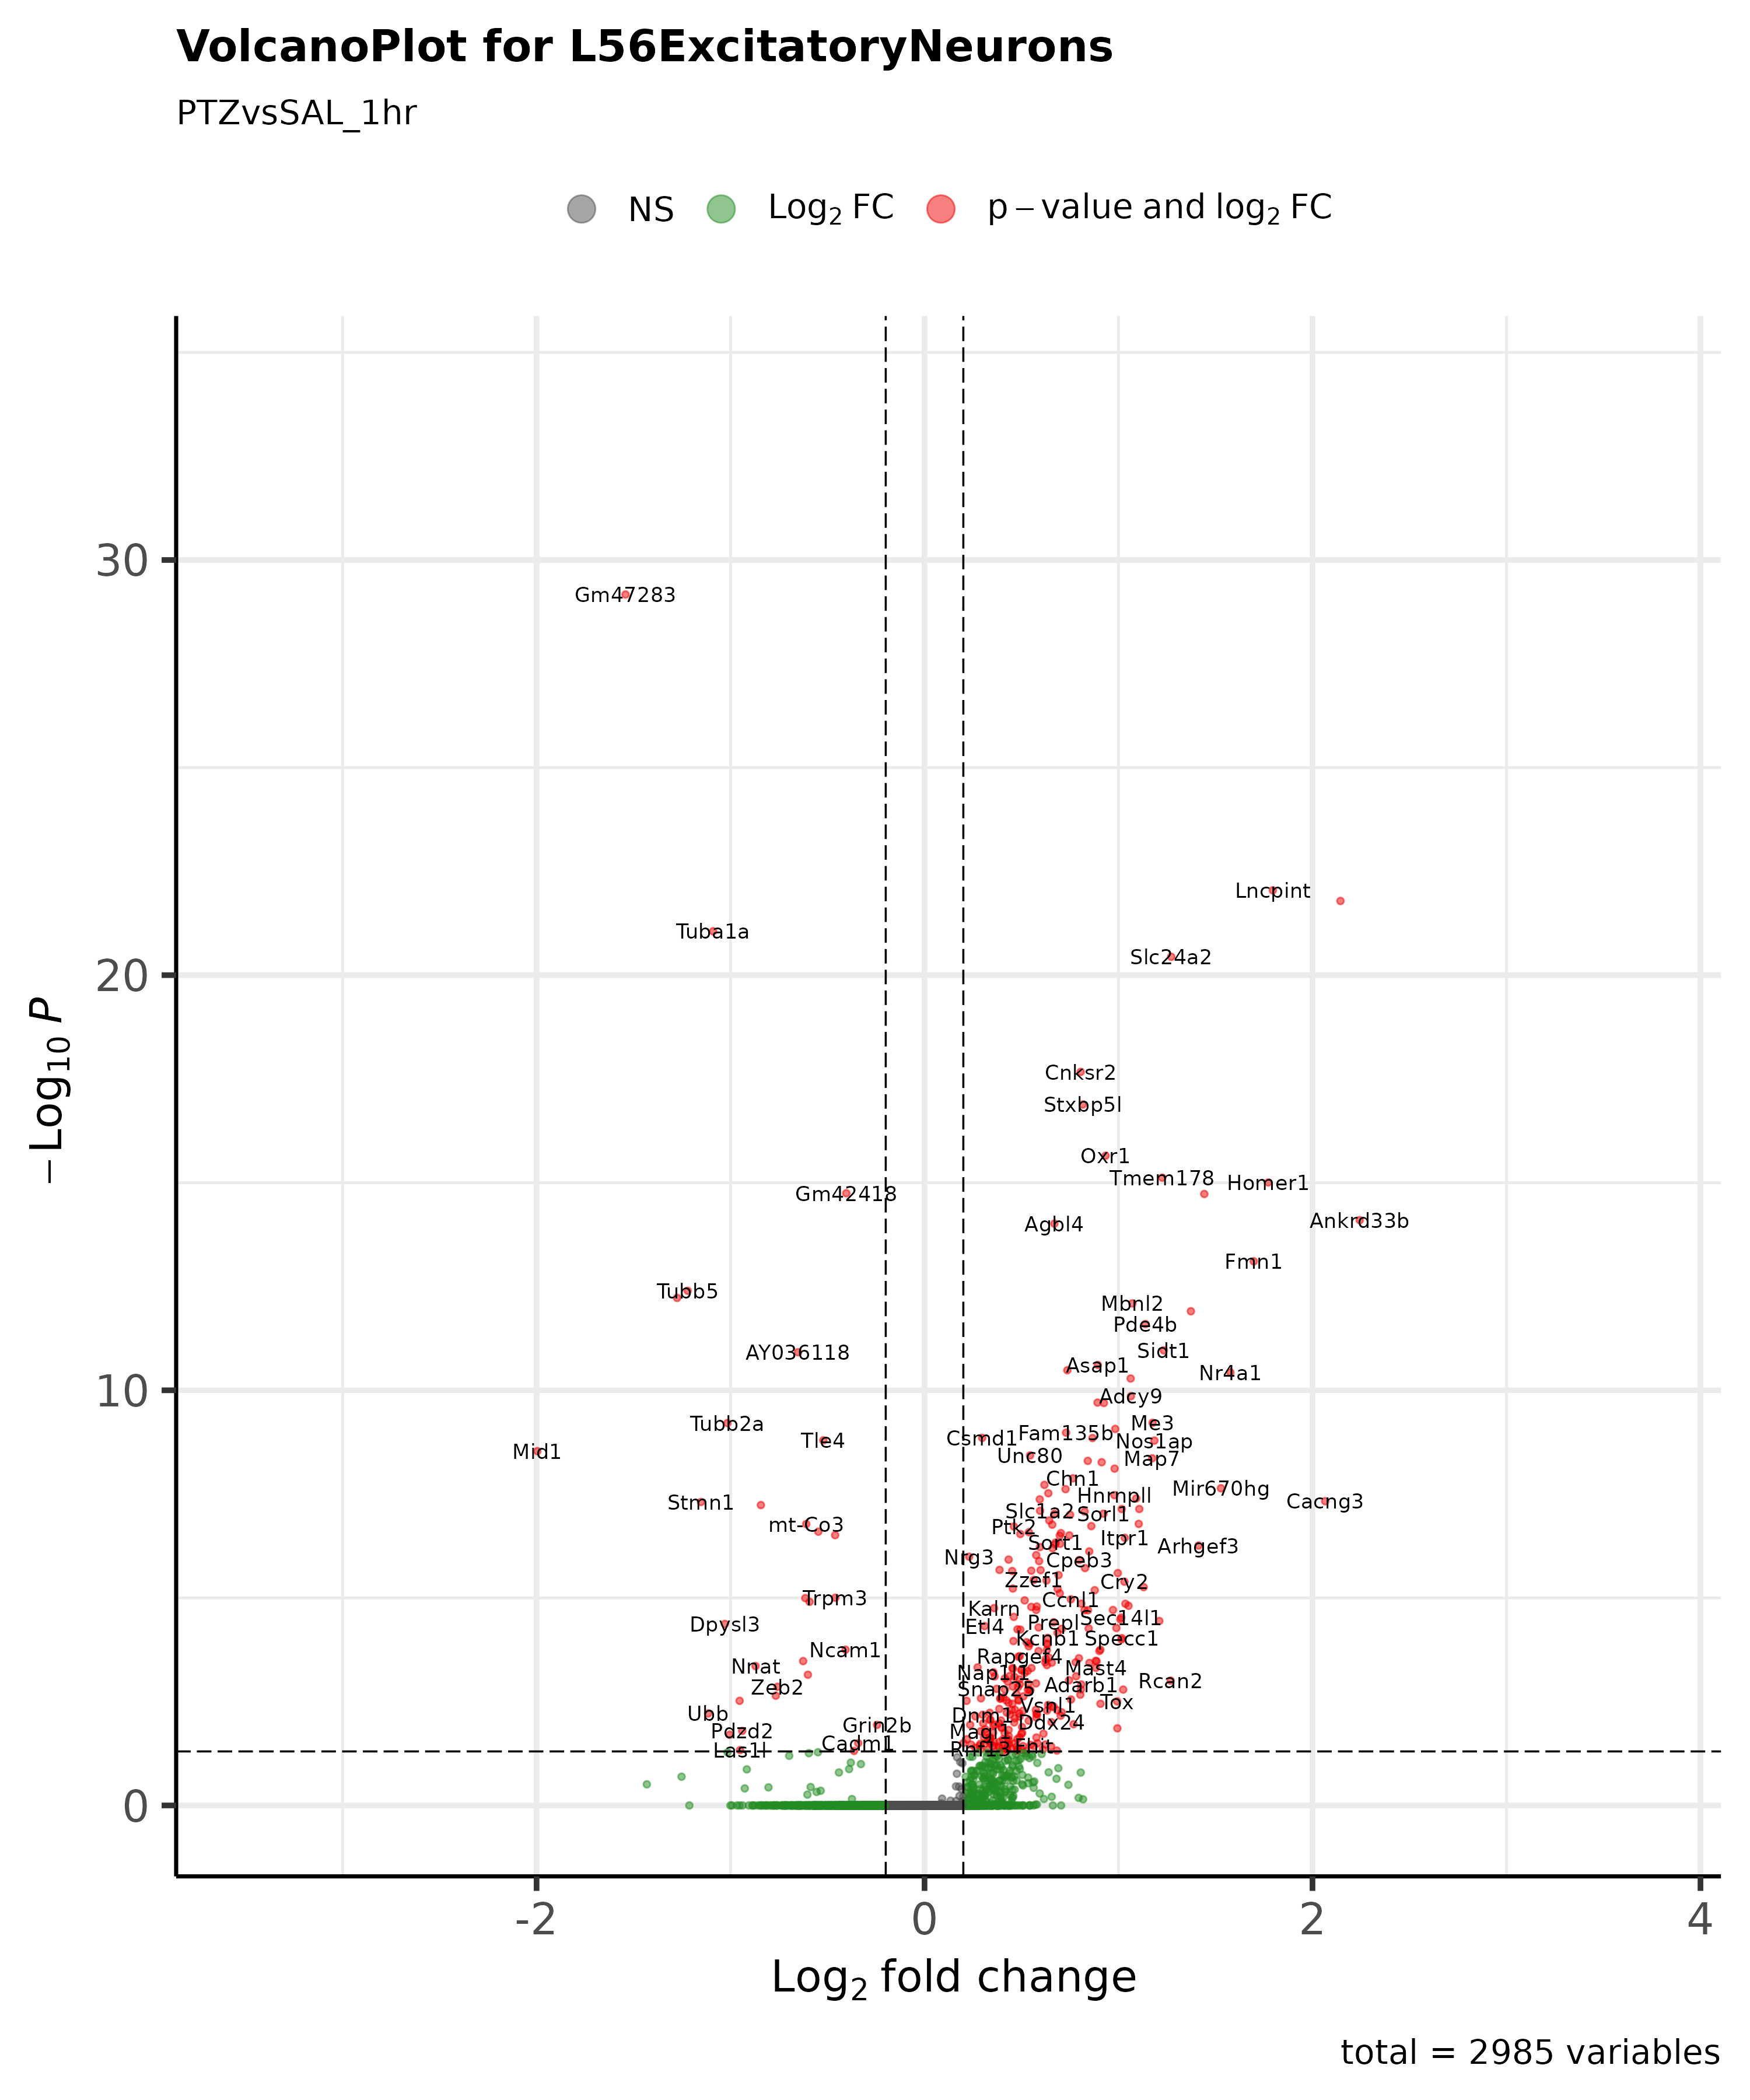 VolcanoPlot for L56ExcitatoryNeurons
PTZvsSAL_1hr
NS Log2 FC p − value and log2 FC
−Log10 P
30
20
10
0
Gm47283
Lncpint
Tuba1a
Slc24a2
Cnksr2
Stxbp5l
Oxr1
Tmem178
Homer1
Gm42418
Agbl4
Ankrd33b
Fmn1
Tubb5
Mbnl2
Pde4b
AY036118
Sidt1
Asap1
Nr4a1
Adcy9
Tubb2a
Me3
Tle4
Csmd1
Fam135b
Nos1ap
Mid1
Unc80
Map7
Chn1
Mir670hg
Hnrnpll
Cacng3
Stmn1
Slc1a2
Sorl1
mt-Co3
Ptk2
Itpr1
Sort1
Arhgef3
Nrg3
Cpeb3
Zzef1
Cry2
Trpm3
Ccnl1
Kalrn
Dpysl3
Etl4
Prepl
Sec14l1
Kcnb1
Specc1
Ncam1
Rapgef4
Nnat
Nap1l1
Mast4
Zeb2
Snap25
Adarb1
Rcan2
Vsnl1
Tox
Ubb
Dnm1
Ddx24
Grin2b
Pdzd2
Magi1
Cadm1
Las1l
Rnf13
Fhit
-2
0
2
4
Log2 fold change
total = 2985 variables